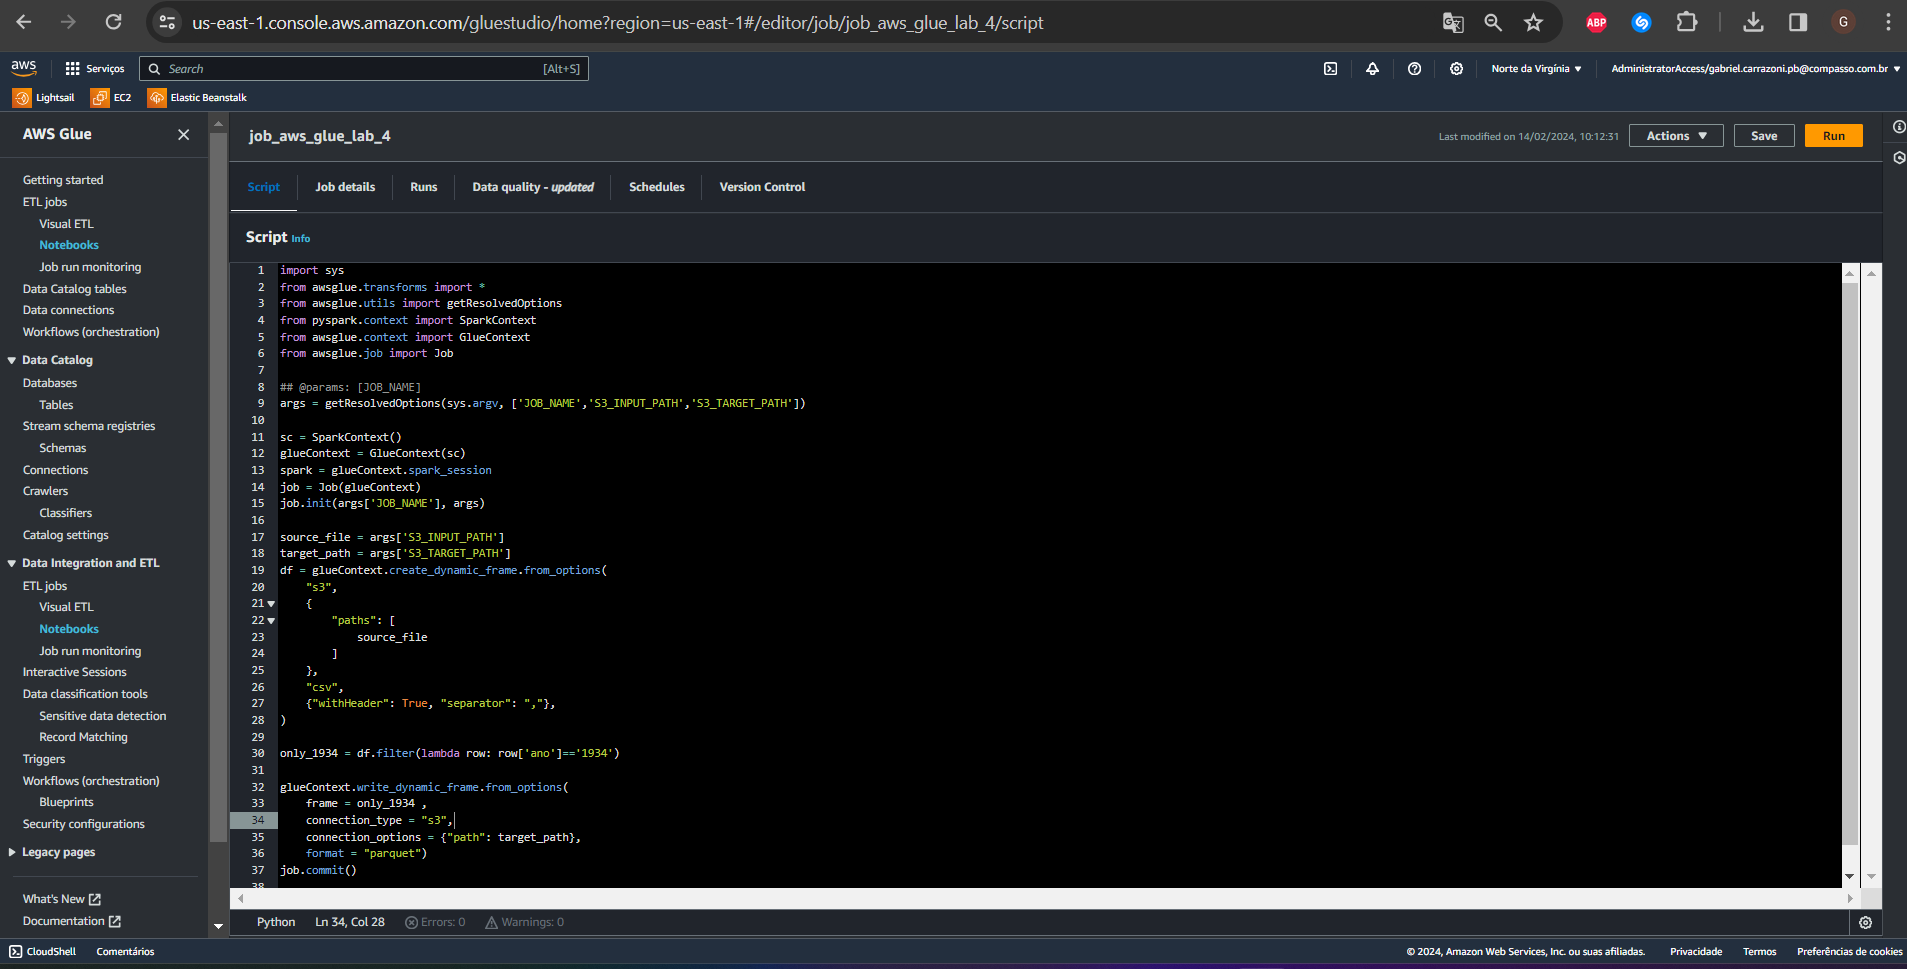 us-east-1.console.aws.amazon.com/gluestudio/home?region=us-east-1#/editor/job/job_aws_glue_lab_4/script
ABP
G
aws
Serviços
Search
[Alt+S]
Norte da Virgínia
AdministratorAccess/gabriel.carrazoni.pb@compasso.com.br
Lightsail
EC2
Elastic Beanstalk
AWS Glue
Getting started
ETL jobs
Visual ETL
Notebooks
Job run monitoring
Data Catalog tables
Data connections
Workflows (orchestration)
Data Catalog
Databases
Tables
Stream schema registries
Schemas
Connections
Crawlers
Classifiers
Catalog settings
Data Integration and ETL
ETL jobs
Visual ETL
Notebooks
Job run monitoring
Interactive Sessions
Data classification tools
Sensitive data detection
Record Matching
Triggers
Workflows (orchestration)
Blueprints
Security configurations
Legacy pages
What's New
Documentation
job_aws_glue_lab_4
Last modified on 14/02/2024, 10:12:31
Actions
Save
Run
Script
Job details
Runs
Data quality - updated
Schedules
Version Control
Script Info
1 import sys
2 from awsglue.transforms import *
3 from awsglue.utils import getResolvedOptions
4 from pyspark.context import SparkContext
5 from awsglue.context import GlueContext
6 from awsglue.job import Job
7
8 ## @params: [JOB_NAME]
9 args = getResolvedOptions(sys.argv, ['JOB_NAME','S3_INPUT_PATH','S3_TARGET_PATH'])
10
11 sc = SparkContext()
12 glueContext = GlueContext(sc)
13 spark = glueContext.spark_session
14 job = Job(glueContext)
15 job.init(args['JOB_NAME'], args)
16
17 source_file = args['S3_INPUT_PATH']
18 target_path = args['S3_TARGET_PATH']
19 df = glueContext.create_dynamic_frame.from_options(
20     "s3",
21     {
22         "paths": [
23             source_file
24         ]
25     },
26     "csv",
27     {"withHeader": True, "separator": ","},
28 )
29
30 only_1934 = df.filter(lambda row: row['ano']=='1934')
31
32 glueContext.write_dynamic_frame.from_options(
33     frame = only_1934 ,
34     connection_type = "s3",
35     connection_options = {"path": target_path},
36     format = "parquet")
37 job.commit()
38
Python
Ln 34, Col 28
Errors: 0
Warnings: 0
CloudShell
Comentários
© 2024, Amazon Web Services, Inc. ou suas afiliadas.
Privacidade
Termos
Preferências de cookies